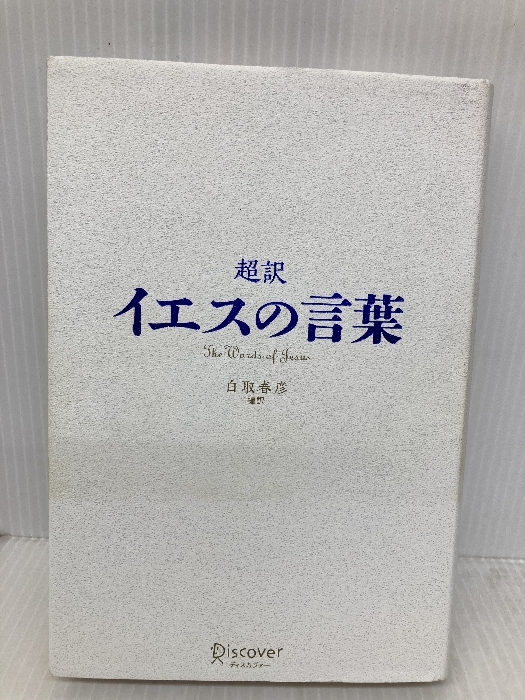 超訳
イエスの言葉
The Words of Jesus
白取春彦
編訳
Discover
ディスカヴァー